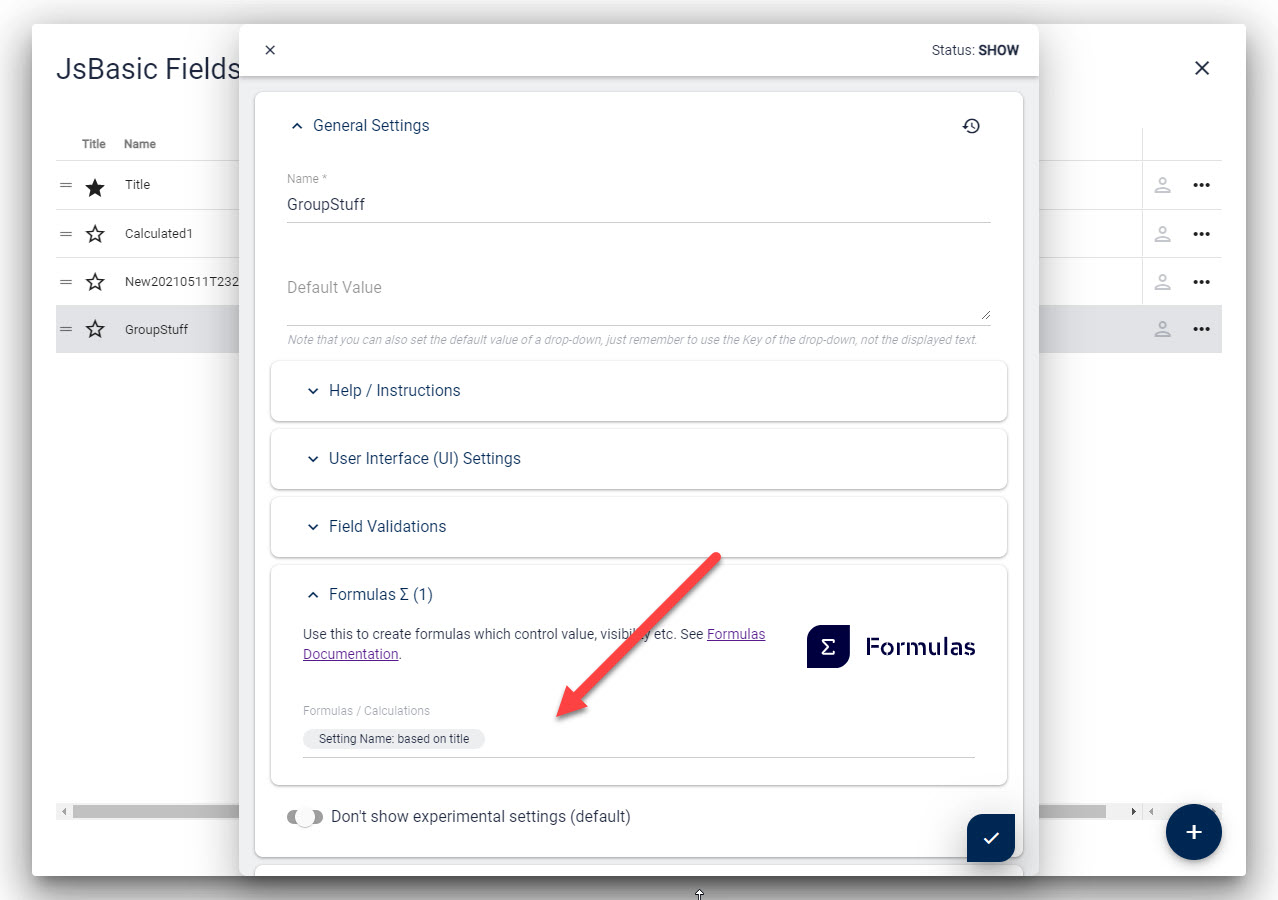 JsBasic Fields
Status: SHOW
General Settings
Title Name
Title
Calculated1
New20210511T232
GroupStuff
Name *
GroupStuff
Default Value
Note that you can also set the default value of a drop-down, just remember to use the Key of the drop-down, not the displayed text.
Help / Instructions
User Interface (UI) Settings
Field Validations
Formulas Σ (1)
Use this to create formulas which control value, visibility etc. See Formulas
Documentation.
Σ Formulas
Formulas / Calculations
Setting Name: based on title
Don't show experimental settings (default)